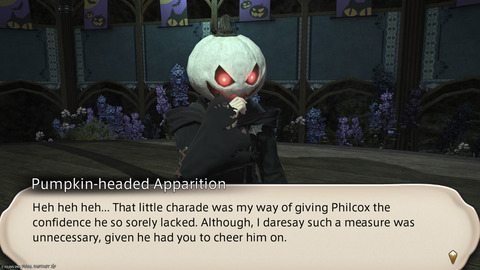 Pumpkin-headed Apparition
Heh heh heh... That little charade was my way of giving Philcox the
confidence he so sorely lacked. Although, I daresay such a measure was
unnecessary, given he had you to cheer him on.